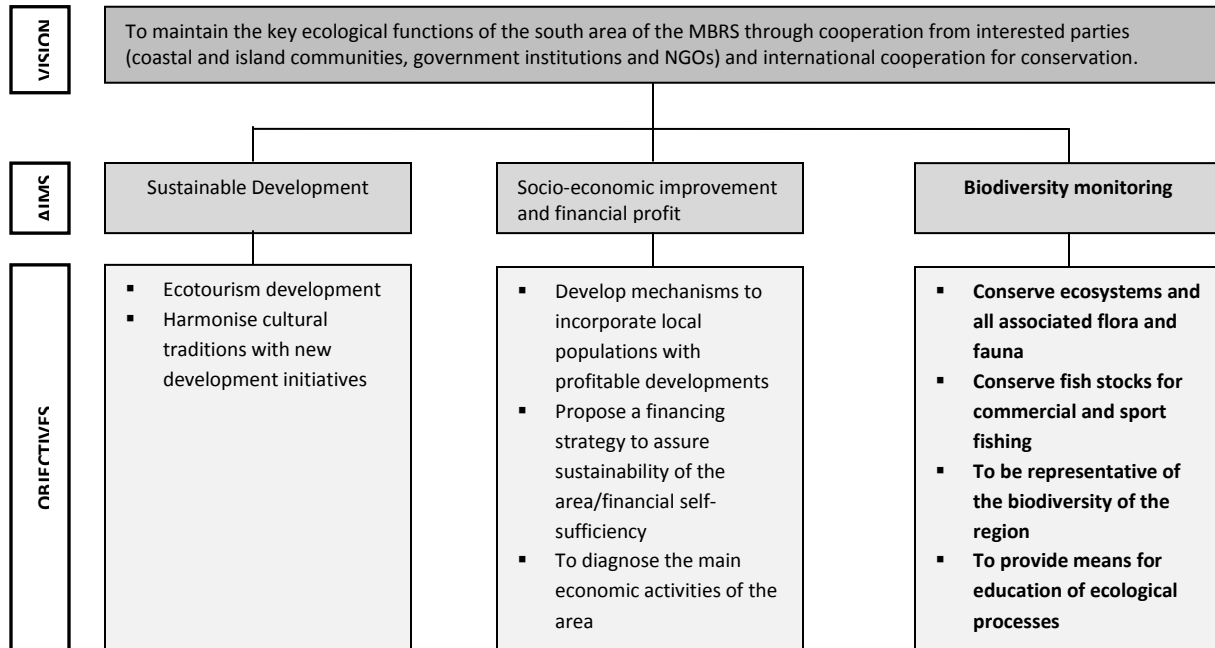 VISION
To maintain the key ecological functions of the south area of the MBRS through cooperation from interested parties
(coastal and island communities, government institutions and NGOs) and international cooperation for conservation.
AIMS
Sustainable Development
Socio-economic improvement
and financial profit
Biodiversity monitoring
OBJECTIVES
▪ Ecotourism development
▪ Harmonise cultural
traditions with new
development initiatives
▪ Develop mechanisms to
incorporate local
populations with
profitable developments
▪ Propose a financing
strategy to assure
sustainability of the
area/financial self-
sufficiency
▪ To diagnose the main
economic activities of the
area
▪ Conserve ecosystems and
all associated flora and
fauna
▪ Conserve fish stocks for
commercial and sport
fishing
▪ To be representative of
the biodiversity of the
region
▪ To provide means for
education of ecological
processes